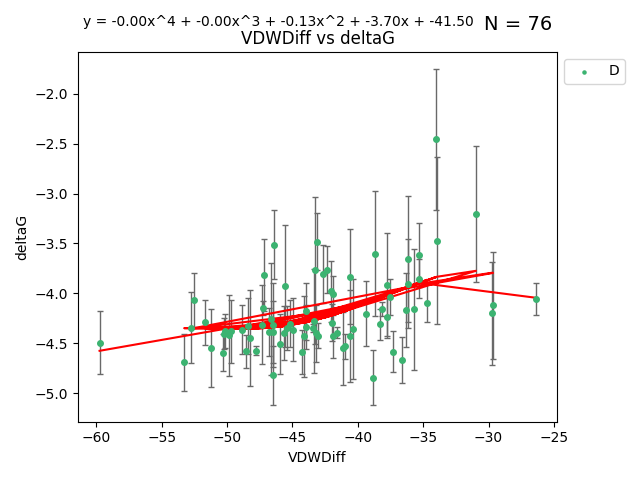 y = -0.00x^4 + -0.00x^3 + -0.13x^2 + -3.70x + -41.50 N = 76
VDWDiff vs deltaG
D
−2.0
−2.5
−3.0
−3.5
−4.0
−4.5
−5.0
deltaG
−60 −55 −50 −45 −40 −35 −30 −25
VDWDiff